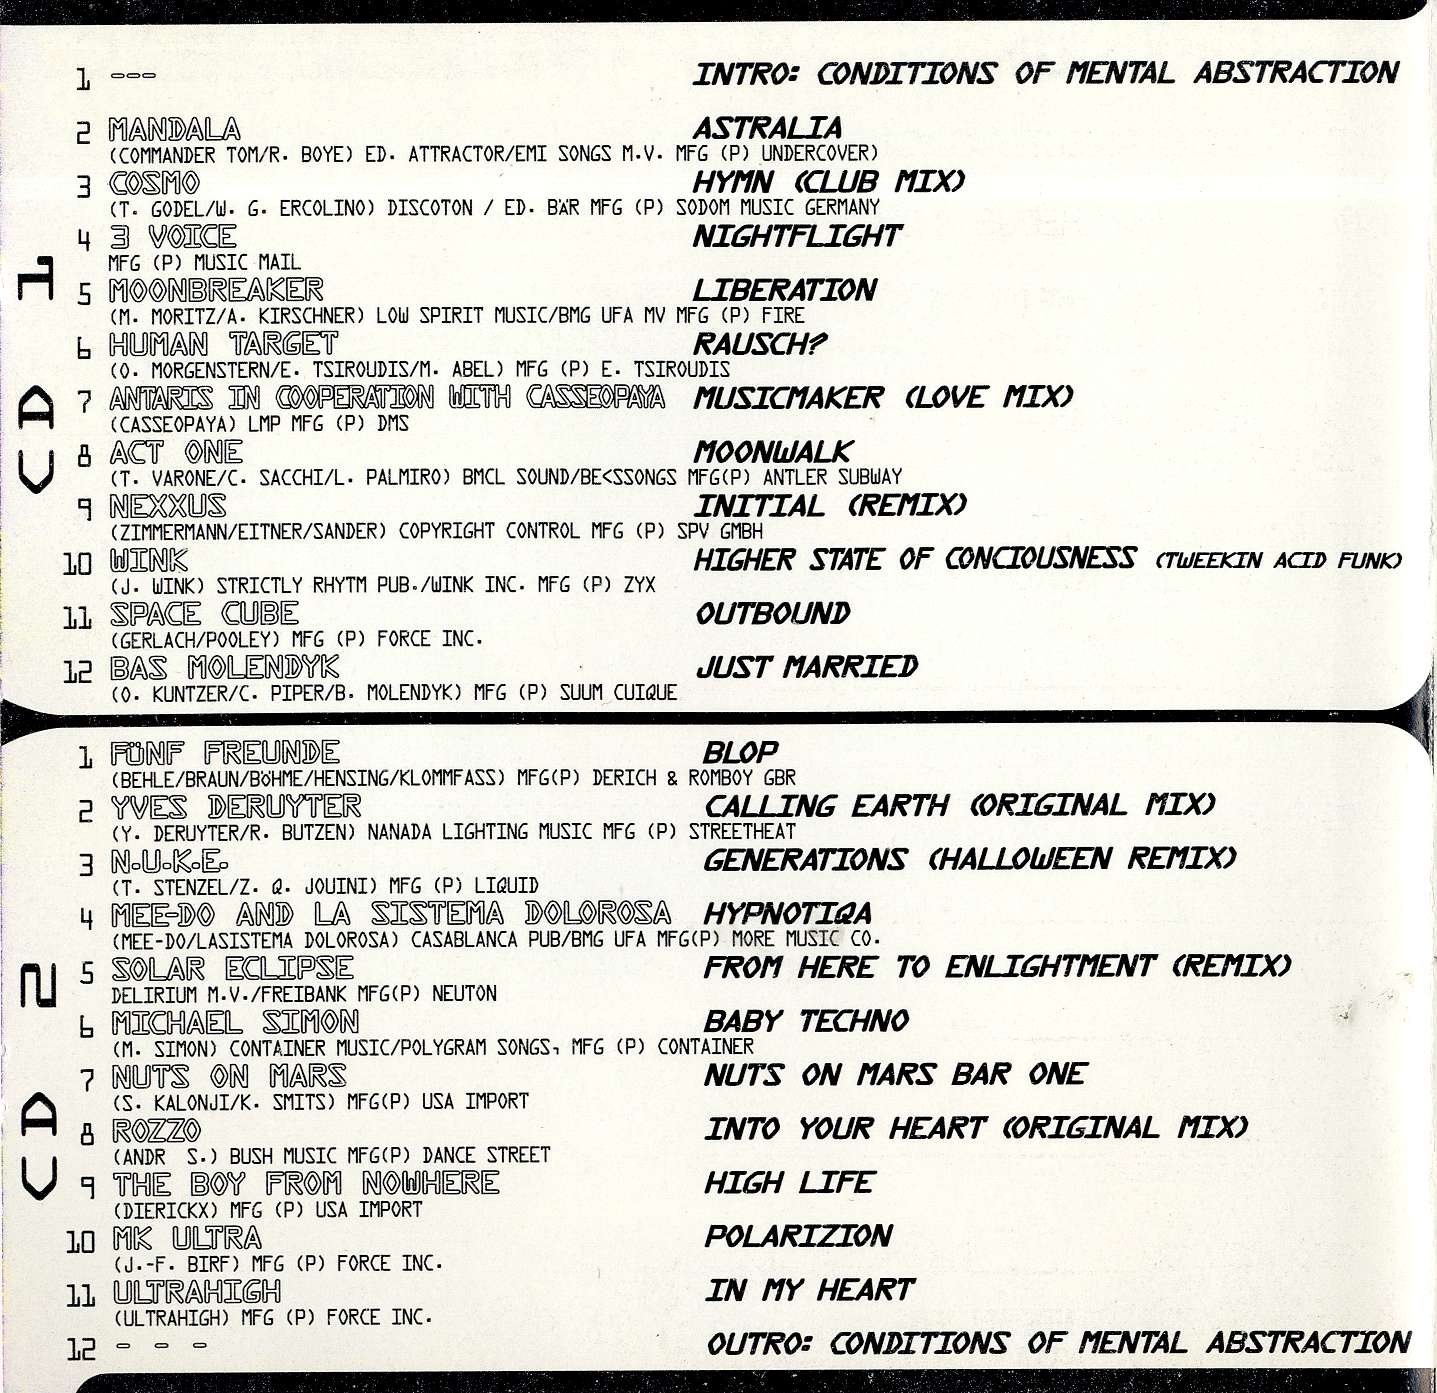 1 --- INTRO: CONDITIONS OF MENTAL ABSTRACTION
2 MANDALA ASTRALIA
(COMMANDER TOM/R. BOYE) ED. ATTRACTOR/EMI SONGS M.V. MFG (P) UNDERCOVER)
3 COSMO HYMN (CLUB MIX)
(T. GODEL/W. G. ERCOLINO) DISCOTON / ED. BÄR MFG (P) SODOM MUSIC GERMANY
4 3 VOICE NIGHTFLIGHT
MFG (P) MUSIC MAIL
5 MOONBREAKER LIBERATION
(M. MORITZ/A. KIRSCHNER) LOW SPIRIT MUSIC/BMG UFA MV MFG (P) FIRE
6 HUMAN TARGET RAUSCH?
(O. MORGENSTERN/E. TSIROUDIS/M. ABEL) MFG (P) E. TSIROUDIS
7 ANTARIS IN COOPERATION WITH CASSEOPAYA MUSICMAKER (LOVE MIX)
(CASSEOPAYA) LMP MFG (P) DMS
8 ACT ONE MOONWALK
(T. VARONE/C. SACCHI/L. PALMIRO) BMCL SOUND/BE<SSONGS MFG(P) ANTLER SUBWAY
9 NEXXUS INITIAL (REMIX)
(ZIMMERMANN/EITNER/SANDER) COPYRIGHT CONTROL MFG (P) SPV GMBH
10 WINK HIGHER STATE OF CONCIOUSNESS (TWEEKIN ACID FUNK)
(J. WINK) STRICTLY RHYTM PUB./WINK INC. MFG (P) ZYX
11 SPACE CUBE OUTBOUND
(GERLACH/POOLEY) MFG (P) FORCE INC.
12 BAS MOLENDYK JUST MARRIED
(O. KUNTZER/C. PIPER/B. MOLENDYK) MFG (P) SUUM CUIQUE
VA 1
1 FÜNF FREUNDE BLOP
(BEHLE/BRAUN/BÖHME/HENSING/KLOMMFASS) MFG(P) DERICH & ROMBOY GBR
2 YVES DERUYTER CALLING EARTH (ORIGINAL MIX)
(Y. DERUYTER/R. BUTZEN) NANADA LIGHTING MUSIC MFG (P) STREETHEAT
3 N.U.K.E. GENERATIONS (HALLOWEEN REMIX)
(T. STENZEL/Z. Q. JOUINI) MFG (P) LIQUID
4 MEE-DO AND LA SISTEMA DOLOROSA HYPNOTIQA
(MEE-DO/LASISTEMA DOLOROSA) CASABLANCA PUB/BMG UFA MFG(P) MORE MUSIC CO.
5 SOLAR ECLIPSE FROM HERE TO ENLIGHTMENT (REMIX)
DELIRIUM M.V./FREIBANK MFG(P) NEUTON
6 MICHAEL SIMON BABY TECHNO
(M. SIMON) CONTAINER MUSIC/POLYGRAM SONGS, MFG (P) CONTAINER
7 NUTS ON MARS NUTS ON MARS BAR ONE
(S. KALONJI/K. SMITS) MFG(P) USA IMPORT
8 ROZZO INTO YOUR HEART (ORIGINAL MIX)
(ANDR S.) BUSH MUSIC MFG(P) DANCE STREET
9 THE BOY FROM NOWHERE HIGH LIFE
(DIERICKX) MFG (P) USA IMPORT
10 MK ULTRA POLARIZION
(J.-F. BIRF) MFG (P) FORCE INC.
11 ULTRAHIGH IN MY HEART
(ULTRAHIGH) MFG (P) FORCE INC.
12 - - - OUTRO: CONDITIONS OF MENTAL ABSTRACTION
VA 2